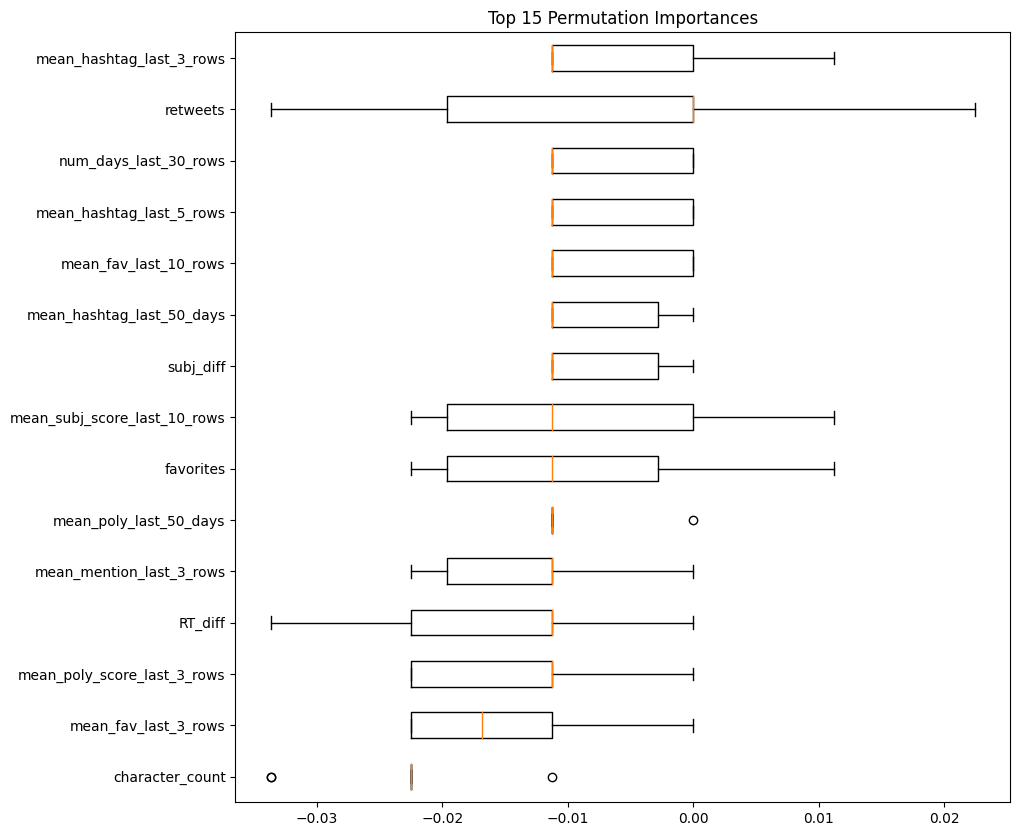 Top 15 Permutation Importances
mean_hashtag_last_3_rows
retweets
num_days_last_30_rows
mean_hashtag_last_5_rows
mean_fav_last_10_rows
mean_hashtag_last_50_days
subj_diff
mean_subj_score_last_10_rows
favorites
mean_poly_last_50_days
mean_mention_last_3_rows
RT_diff
mean_poly_score_last_3_rows
mean_fav_last_3_rows
character_count
−0.03 −0.02 −0.01 0.00 0.01 0.02